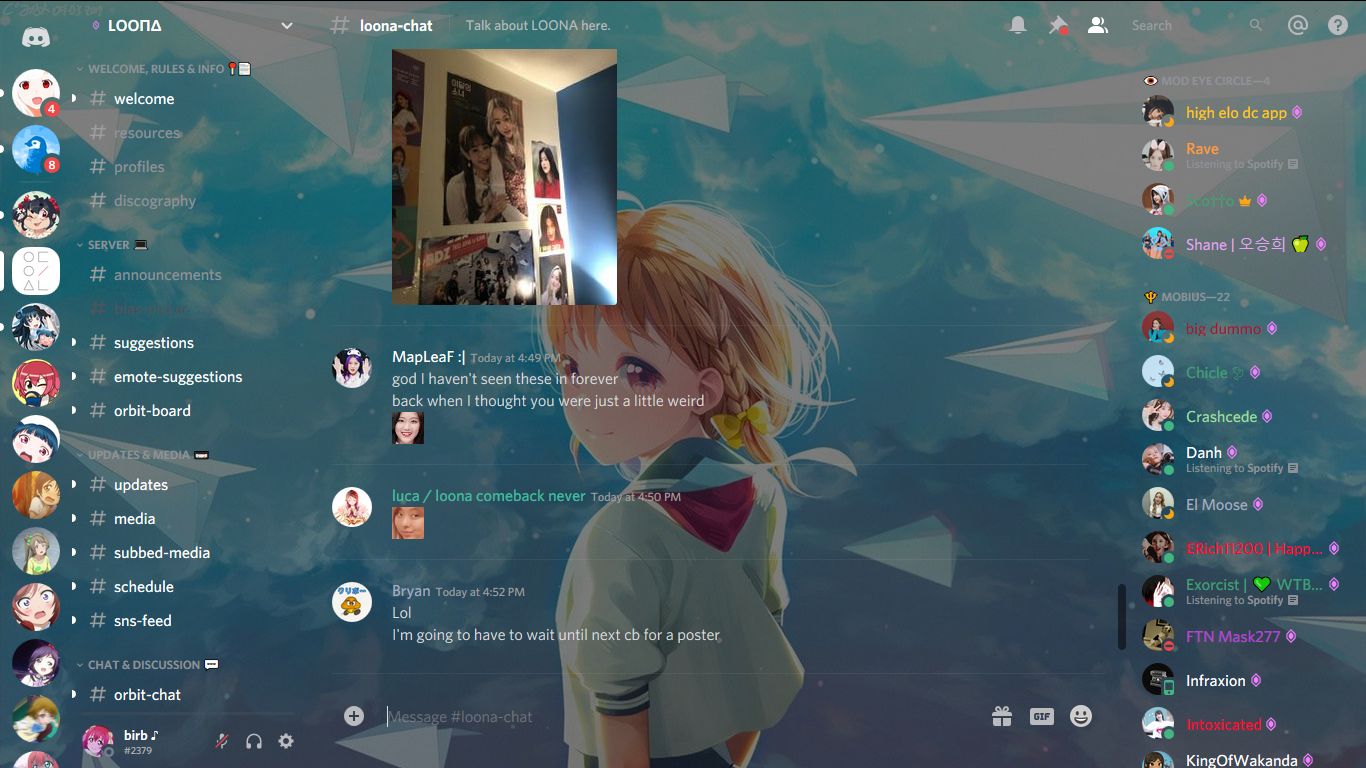 4
8
LOOΠΔ
WELCOME, RULES & INFO
# welcome
# resources
# profiles
# discography
SERVER
# announcements
# bias-picker
# suggestions
# emote-suggestions
# orbit-board
UPDATES & MEDIA
# updates
# media
# subbed-media
# schedule
# sns-feed
CHAT & DISCUSSION
# orbit-chat
birb ♪
#2379
# loona-chat
Talk about LOONA here.
Search
이달의
소녀
BDZ
MapLeaF :| Today at 4:49 PM
god I haven't seen these in forever
back when I thought you were just a little weird
luca / loona comeback never Today at 4:50 PM
Bryan Today at 4:52 PM
Lol
I'm going to have to wait until next cb for a poster
Message #loona-chat
GIF
MOD EYE CIRCLE—4
high elo dc app
Rave
Listening to Spotify
Scotto
Shane | 오승희 🍏
MOBIUS—22
big dummo
Chicle
Crashcede
Danh
Listening to Spotify
El Moose
ERich11200 | Happ...
Exorcist | 💚 WTB...
Listening to Spotify
FTN Mask277
Infraxion
Intoxicated
KingOfWakanda